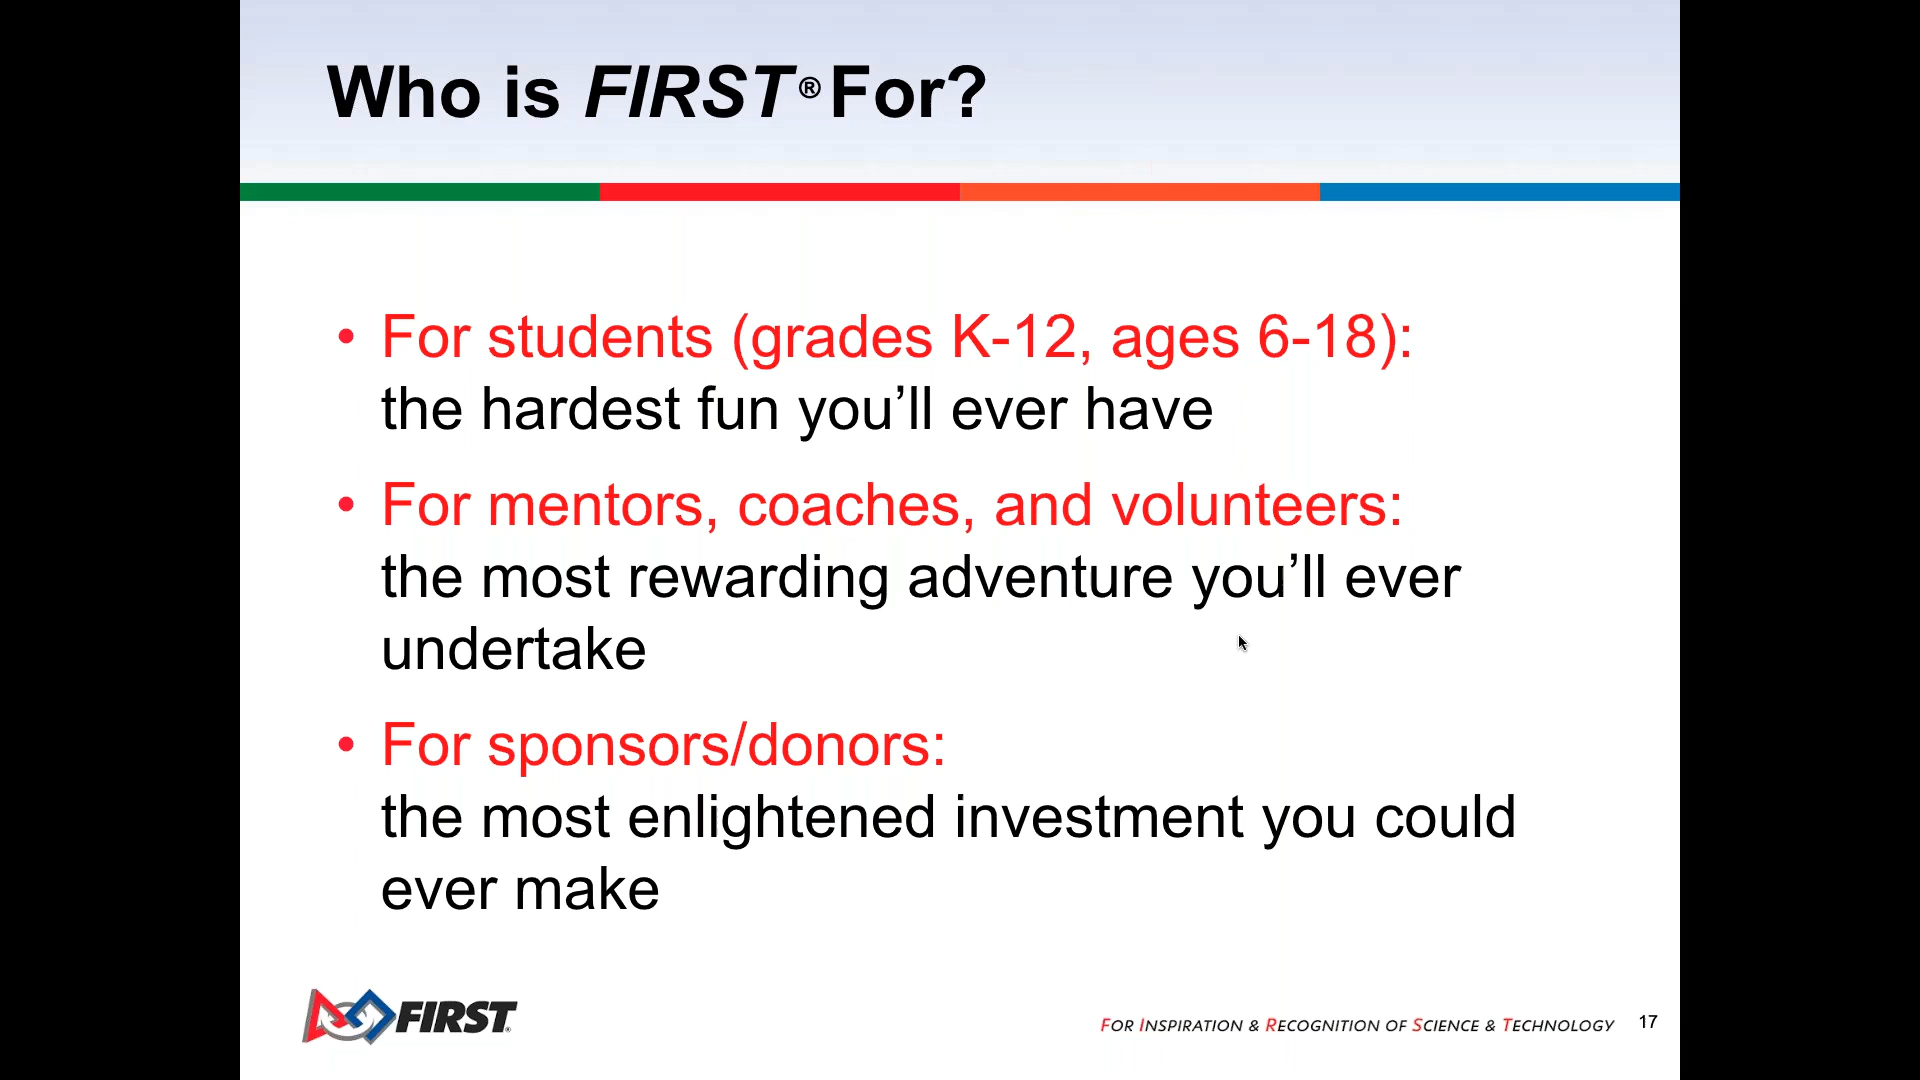 Who is FIRST® For?
• For students (grades K-12, ages 6-18):
the hardest fun you’ll ever have
• For mentors, coaches, and volunteers:
the most rewarding adventure you’ll ever
undertake
• For sponsors/donors:
the most enlightened investment you could
ever make
FIRST®
FOR INSPIRATION & RECOGNITION OF SCIENCE & TECHNOLOGY
17